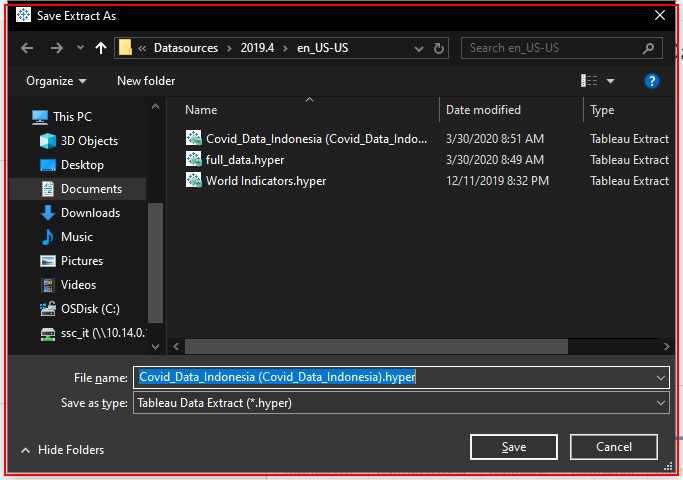 Save Extract As
« Datasources > 2019.4 > en_US-US
Search en_US-US
Organize
New folder
?
This PC
3D Objects
Desktop
Documents
Downloads
Music
Pictures
Videos
OSDisk (C:)
ssc_it (\\10.14.0.
Name Date modified Type
Covid_Data_Indonesia (Covid_Data_Indo... 3/30/2020 8:51 AM Tableau Extract
full_data.hyper 3/30/2020 8:49 AM Tableau Extract
World Indicators.hyper 12/11/2019 8:32 PM Tableau Extract
File name: Covid_Data_Indonesia (Covid_Data_Indonesia).hyper
Save as type: Tableau Data Extract (*.hyper)
Hide Folders
Save
Cancel